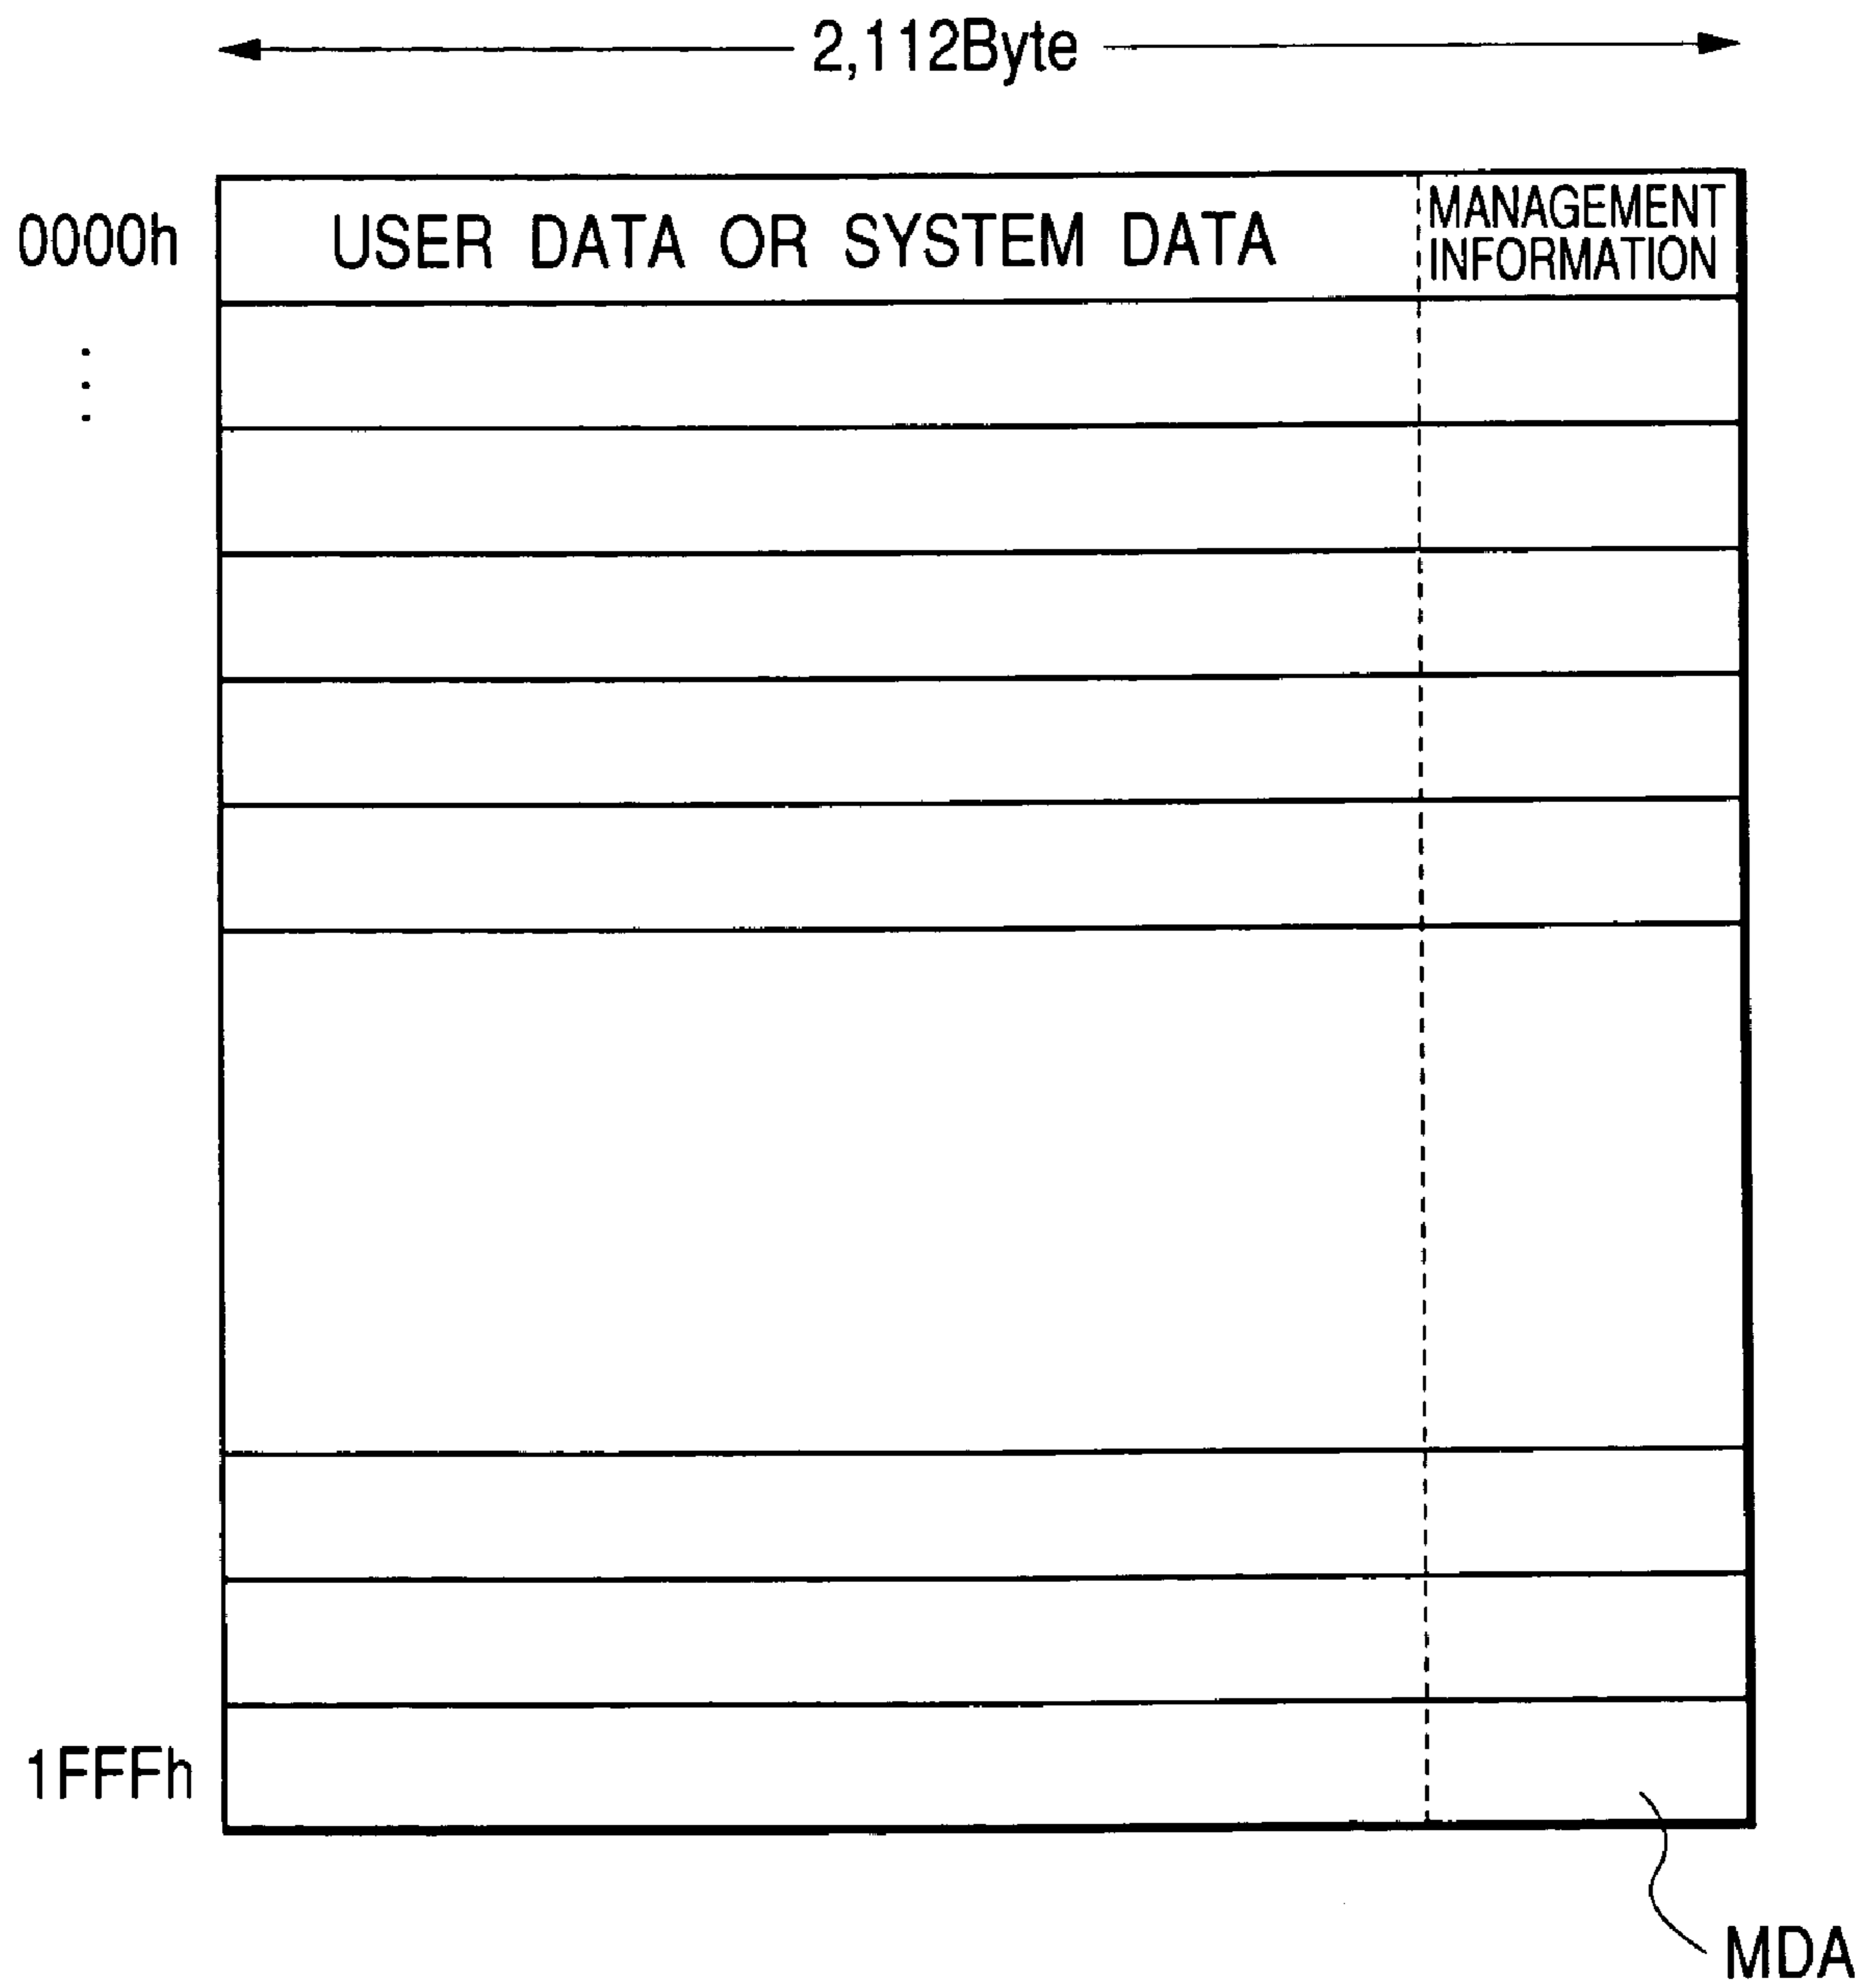 2,112Byte
0000h
USER DATA OR SYSTEM DATA
MANAGEMENT
INFORMATION
1FFFh
MDA